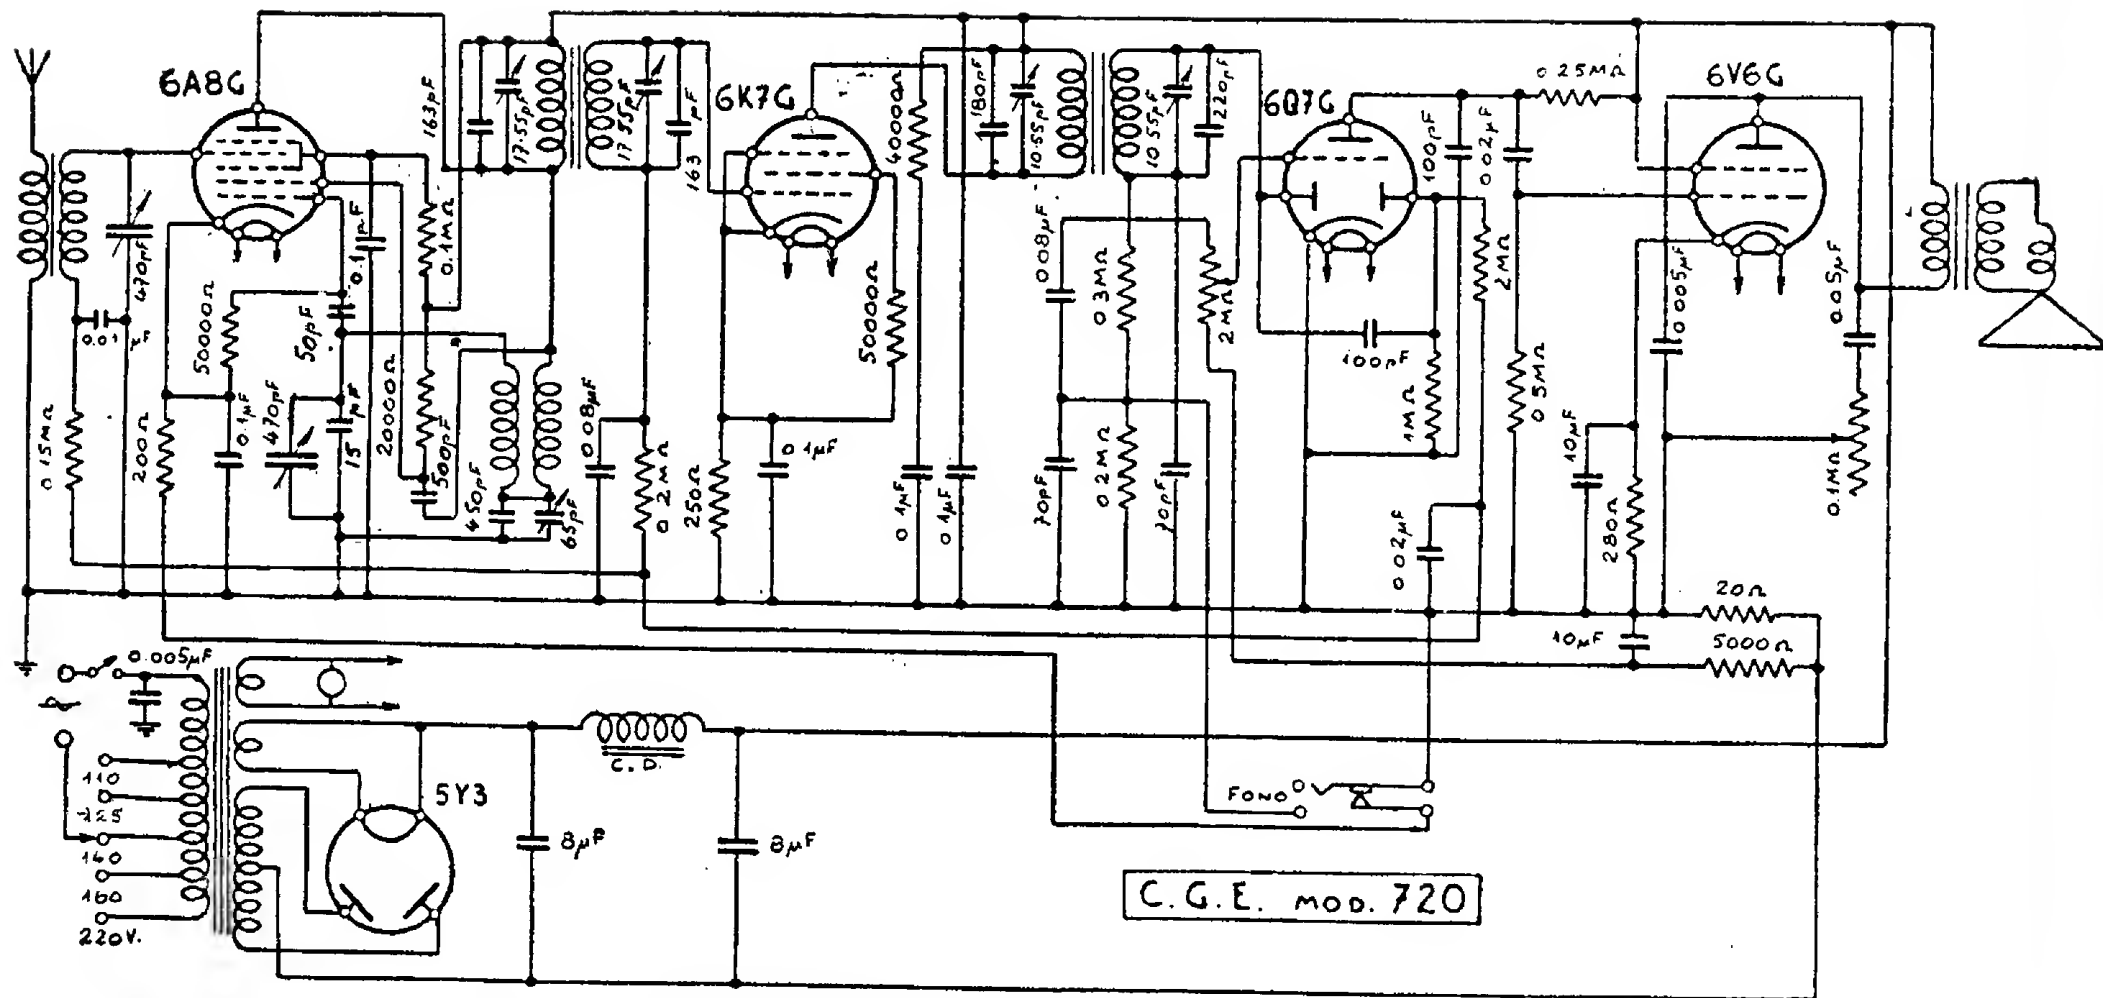 6A8G
6K7G
6Q7G
6V6G
163pF
17.55pF
17.55pF
163
pF
40000Ω
180pF
10.55pF
10.55pF
220pF
100pF
0.02µF
0.25MΩ
470pF
0.01µF
0.1µF
0.1MΩ
50000Ω
50pF
0.15MΩ
200Ω
0.1µF
470pF
15pF
20000Ω
500pF
450pF
65pF
0.08µF
0.2MΩ
250Ω
0.1µF
50000Ω
0.1µF
0.1µF
0.08µF
0.3MΩ
2MΩ
70pF
0.2MΩ
70pF
100pF
1MΩ
2MΩ
0.5MΩ
0.02µF
10µF
280Ω
0.005µF
0.05µF
0.1MΩ
20Ω
10µF
5000Ω
0.005µF
110
125
140
160
220V.
5Y3
C.D.
8µF
8µF
FONO
C.G.E. MOD. 720